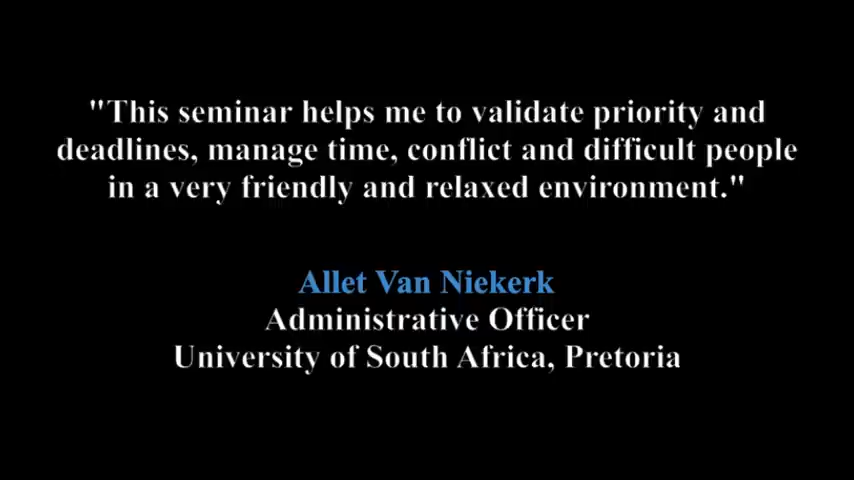 "This seminar helps me to validate priority and
deadlines, manage time, conflict and difficult people
in a very friendly and relaxed environment."
Allet Van Niekerk
Administrative Officer
University of South Africa, Pretoria